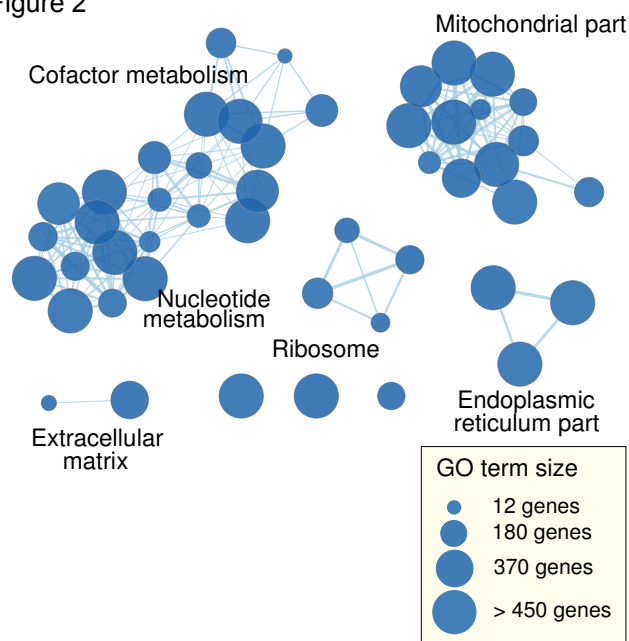 Figure 2
Mitochondrial part
Cofactor metabolism
Nucleotide
metabolism
Ribosome
Endoplasmic
reticulum part
Extracellular
matrix
GO term size
12 genes
180 genes
370 genes
> 450 genes